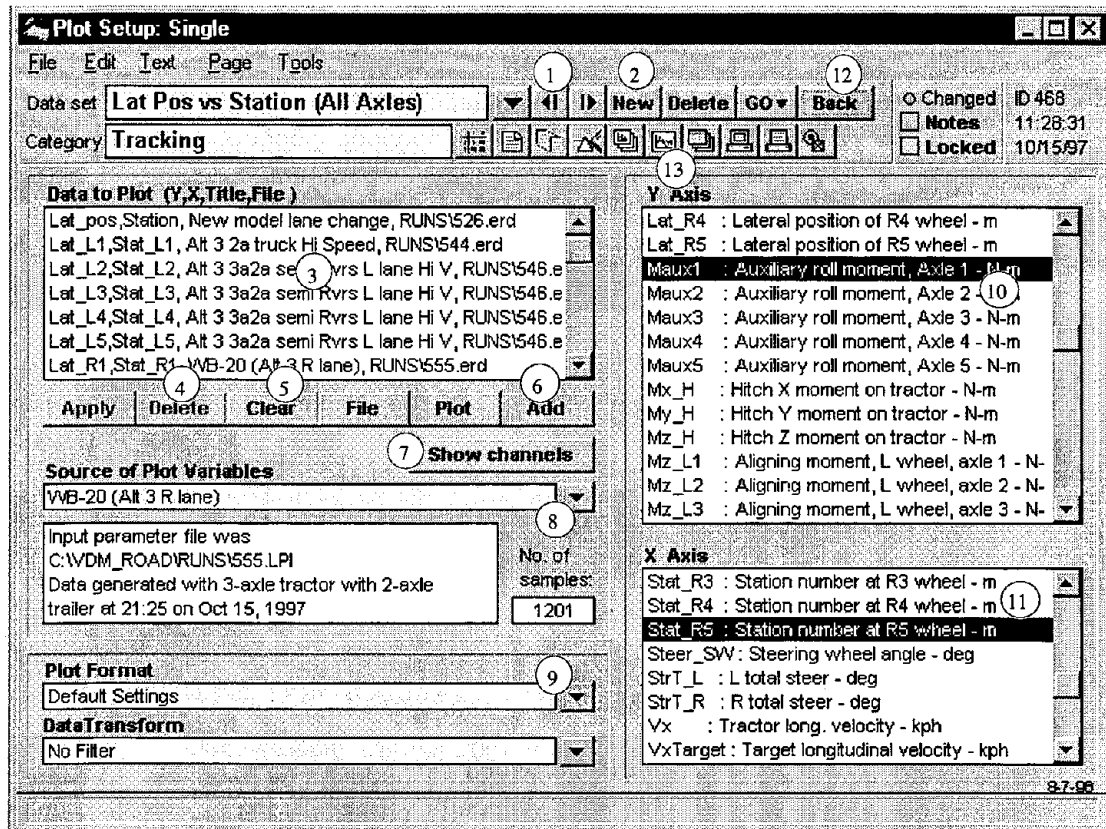 Plot Setup: Single
File Edit Text Page Tools
1 2 12
Data set Lat Pos vs Station (All Axles) New Delete GO Back Changed ID 468
Notes 11:28:31
Category Tracking Locked 10/15/97
13
Data to Plot (Y,X,Title,File )
Lat_pos,Station, New model lane change, RUNS\526.erd
Lat_L1,Stat_L1, Alt 3 2a truck Hi Speed, RUNS\544.erd
Lat_L2,Stat_L2, Alt 3 3a2a semi Rvrs L lane Hi V, RUNS\546.e
3
Lat_L3,Stat_L3, Alt 3 3a2a semi Rvrs L lane Hi V, RUNS\546.e
Lat_L4,Stat_L4, Alt 3 3a2a semi Rvrs L lane Hi V, RUNS\546.e
Lat_L5,Stat_L5, Alt 3 3a2a semi Rvrs L lane Hi V, RUNS\546.e
Lat_R1,Stat_R1, WB-20 (Alt 3 R lane), RUNS\555.erd
4 5 6
Apply Delete Clear File Plot Add
7 Show channels
Source of Plot Variables
WB-20 (Alt 3 R lane)
8
Input parameter file was
C:\VDM_ROAD\RUNS\555.LPI
Data generated with 3-axle tractor with 2-axle
trailer at 21:25 on Oct 15, 1997
No. of
samples:
1201
Plot Format
9
Default Settings
DataTransform
No Filter
Y Axis
Lat_R4 : Lateral position of R4 wheel - m
Lat_R5 : Lateral position of R5 wheel - m
Maux1 : Auxiliary roll moment, Axle 1 - N-m
10
Maux2 : Auxiliary roll moment, Axle 2 - N-m
Maux3 : Auxiliary roll moment, Axle 3 - N-m
Maux4 : Auxiliary roll moment, Axle 4 - N-m
Maux5 : Auxiliary roll moment, Axle 5 - N-m
Mx_H : Hitch X moment on tractor - N-m
My_H : Hitch Y moment on tractor - N-m
Mz_H : Hitch Z moment on tractor - N-m
Mz_L1 : Aligning moment, L wheel, axle 1 - N-
Mz_L2 : Aligning moment, L wheel, axle 2 - N-
Mz_L3 : Aligning moment, L wheel, axle 3 - N-
X Axis
Stat_R3 : Station number at R3 wheel - m
Stat_R4 : Station number at R4 wheel - m
11
Stat_R5 : Station number at R5 wheel - m
Steer_SW : Steering wheel angle - deg
StrT_L : L total steer - deg
StrT_R : R total steer - deg
Vx : Tractor long. velocity - kph
VxTarget : Target longitudinal velocity - kph
8-7-96